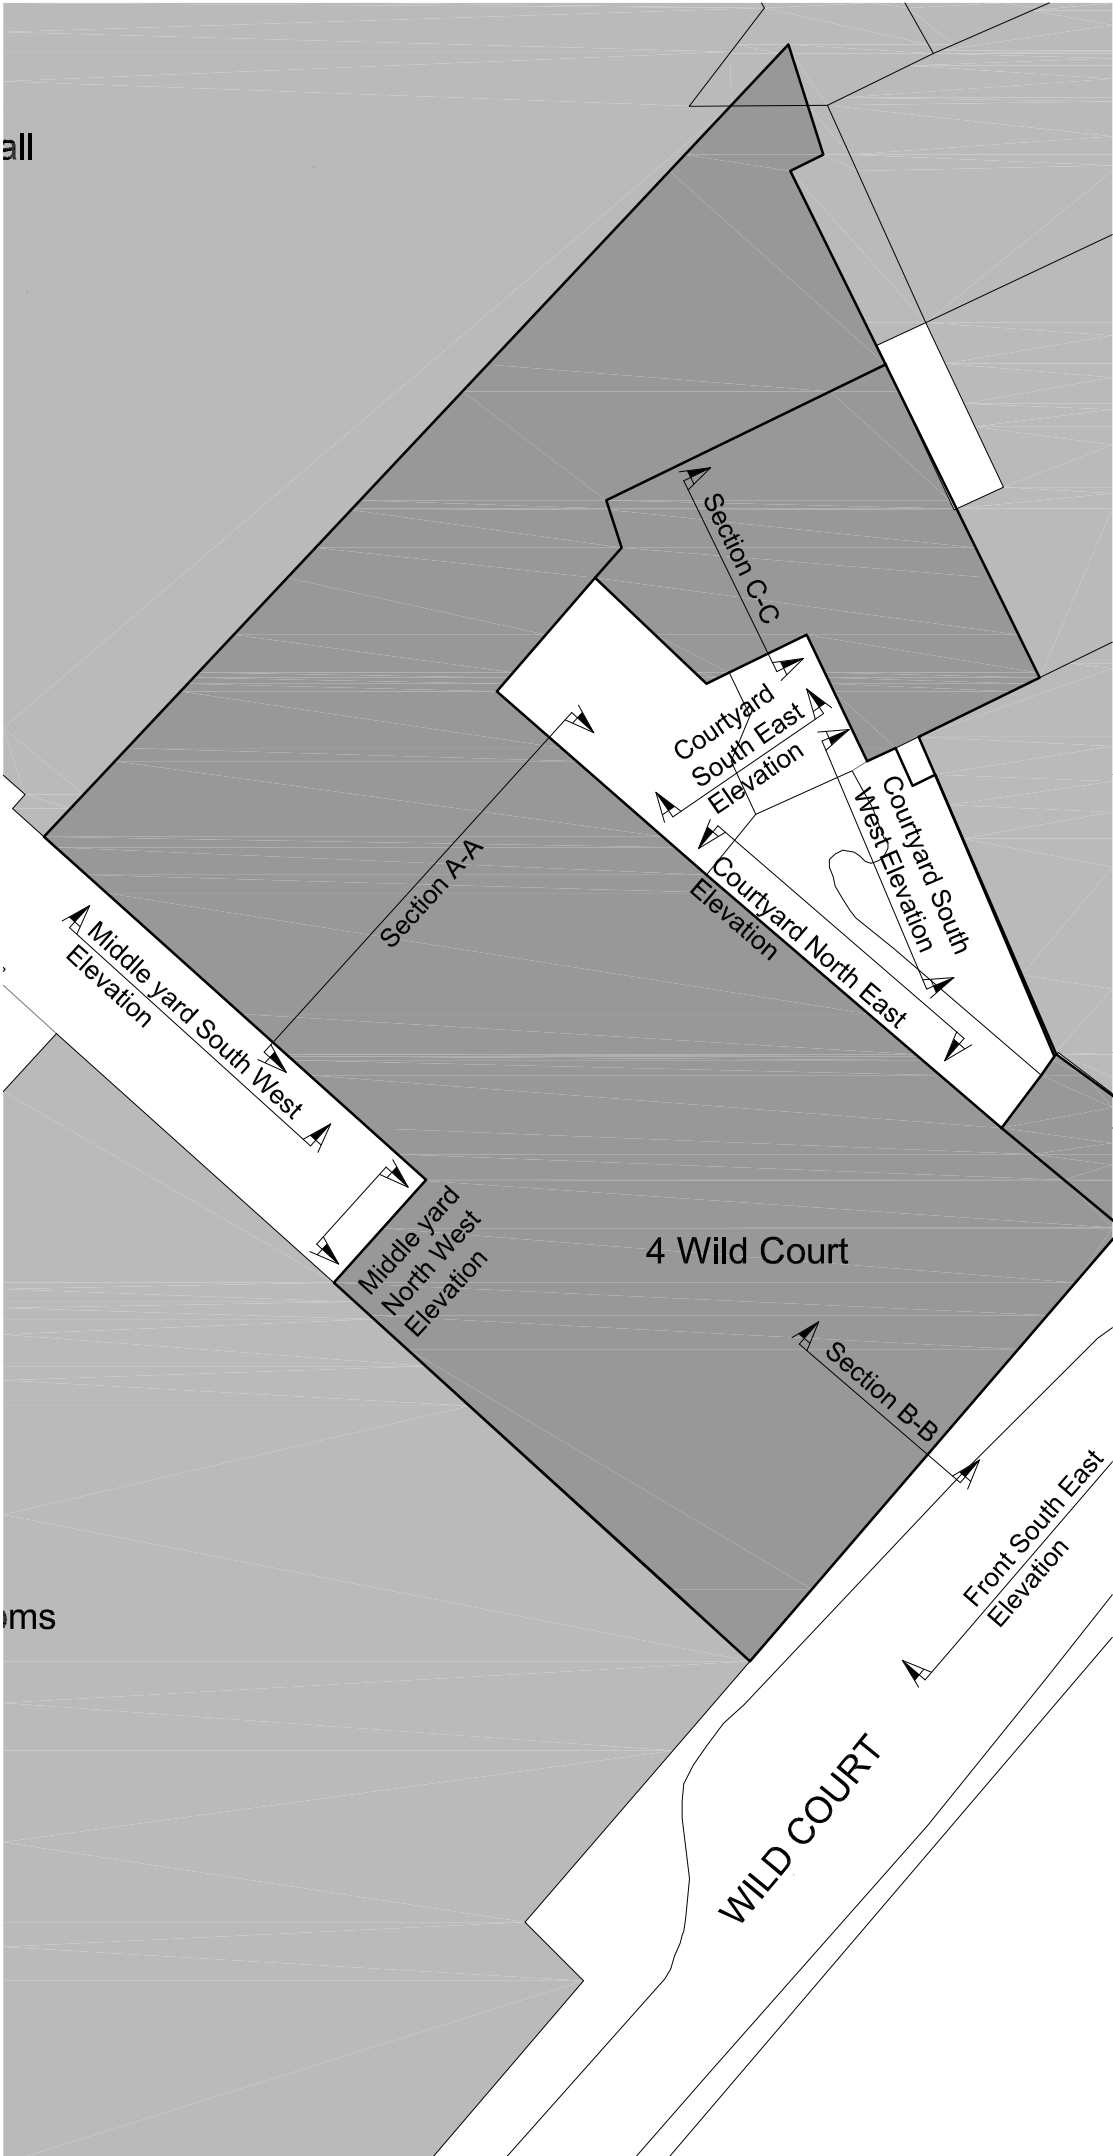 all
Section C-C
Courtyard
South East
Elevation
Courtyard South
West Elevation
Section A-A
Courtyard North East
Elevation
Middle yard South West
Elevation
Middle yard
North West
Elevation
4 Wild Court
Section B-B
Front South East
Elevation
oms
WILD COURT